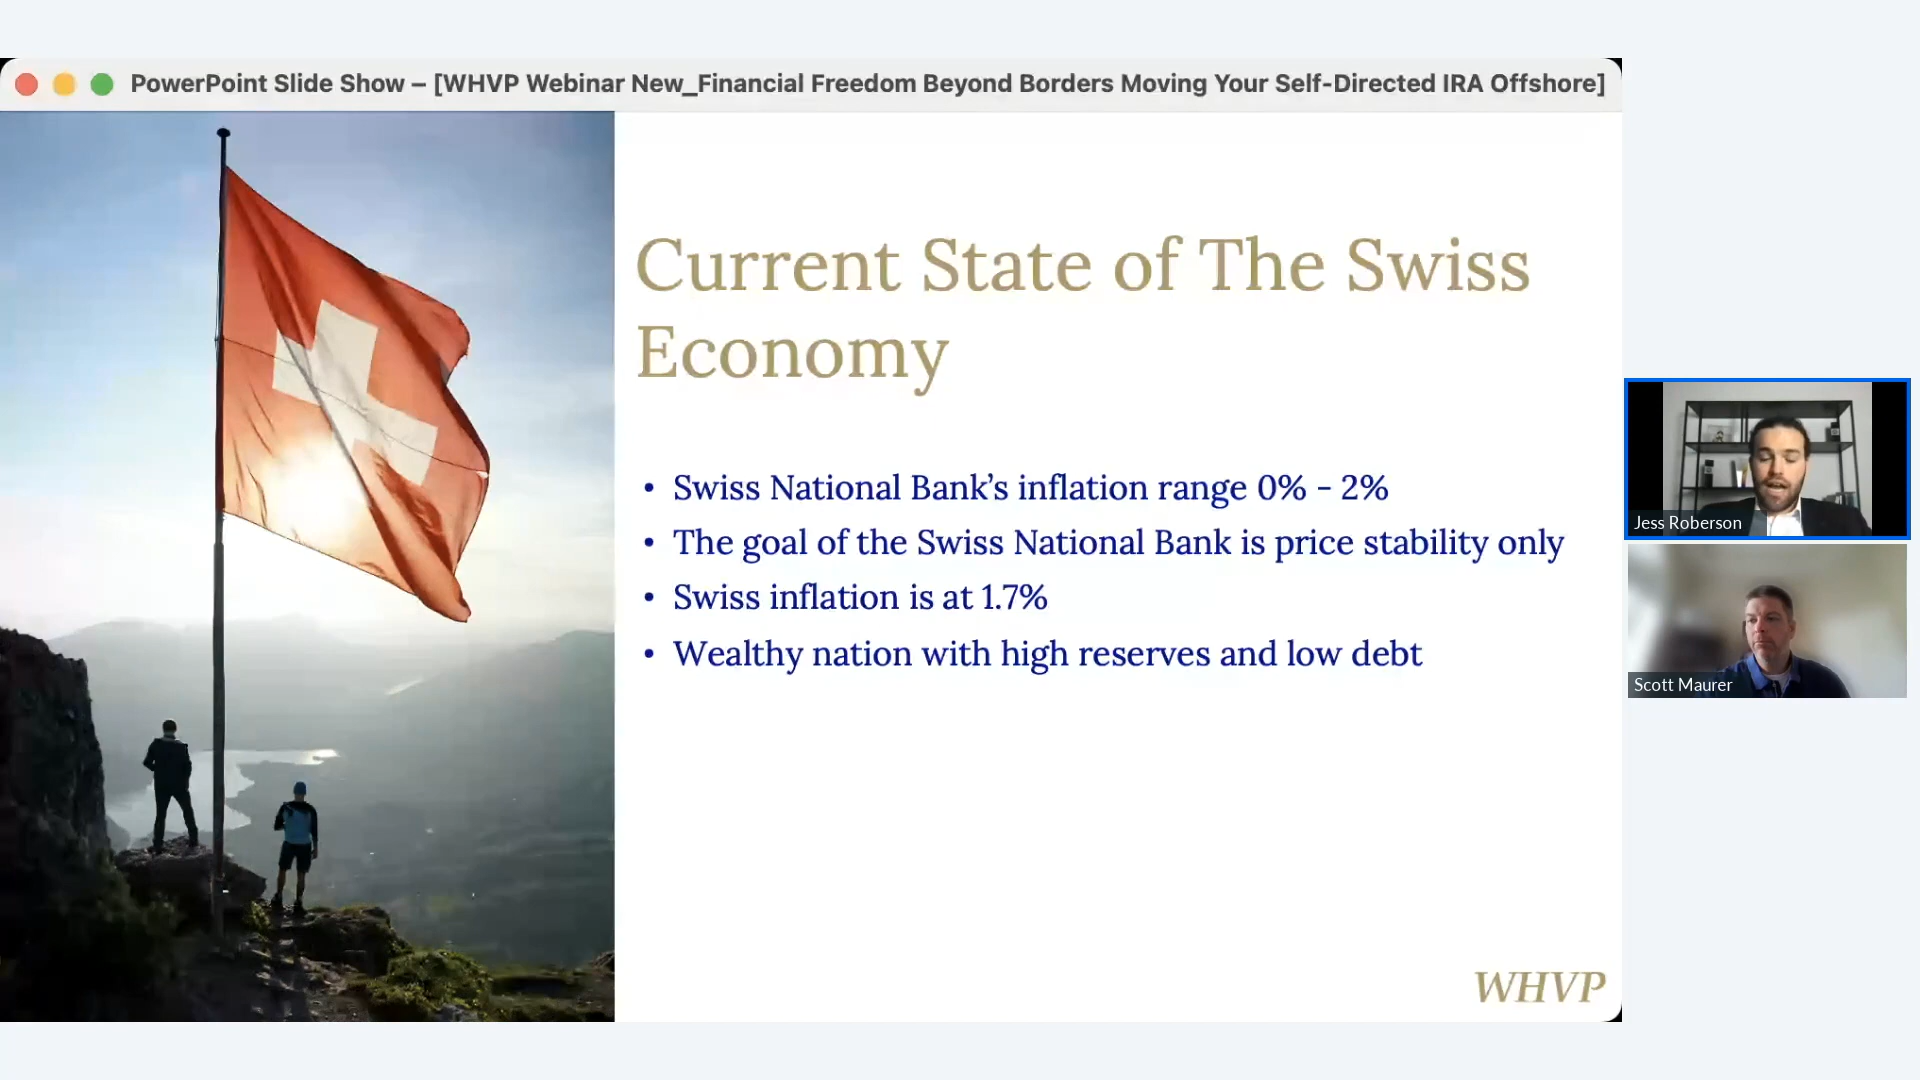 PowerPoint Slide Show – [WHVP Webinar New_Financial Freedom Beyond Borders Moving Your Self-Directed IRA Offshore]
Current State of The Swiss
Economy
• Swiss National Bank’s inflation range 0% - 2%
• The goal of the Swiss National Bank is price stability only
• Swiss inflation is at 1.7%
• Wealthy nation with high reserves and low debt
WHVP
Jess Roberson
Scott Maurer